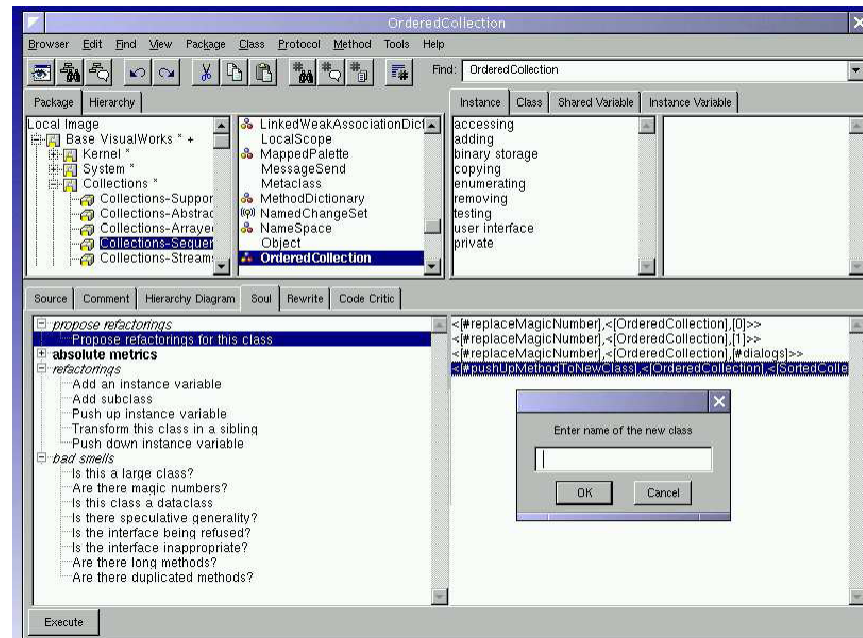 OrderedCollection
Browser Edit Find View Package Class Protocol Method Tools Help
Find: OrderedCollection
Package Hierarchy
Instance Class Shared Variable Instance Variable
Local Image
Base VisualWorks * +
Kernel *
System *
Collections *
Collections-Suppor
Collections-Abstrac
Collections-Arraye
Collections-Sequer
Collections-Streams
LinkedWeakAssociationDict
LocalScope
MappedPalette
MessageSend
Metaclass
MethodDictionary
NamedChangeSet
NameSpace
Object
OrderedCollection
accessing
adding
binary storage
copying
enumerating
removing
testing
user interface
private
Source Comment Hierarchy Diagram Soul Rewrite Code Critic
propose refactorings
Propose refactorings for this class
absolute metrics
refactorings
Add an instance variable
Add subclass
Push up instance variable
Transform this class in a sibling
Push down instance variable
bad smells
Is this a large class?
Are there magic numbers?
Is this class a dataclass
Is there speculative generality?
Is the interface being refused?
Is the interface inappropriate?
Are there long methods?
Are there duplicated methods?
<[#replaceMagicNumber],<[OrderedCollection],[0]>>
<[#replaceMagicNumber],<[OrderedCollection],[1]>>
<[#replaceMagicNumber],<[OrderedCollection],[#dialogs]>>
<[#pushUpMethodToNewClass],<[OrderedCollection],<[SortedColle
Enter name of the new class
OK Cancel
Execute